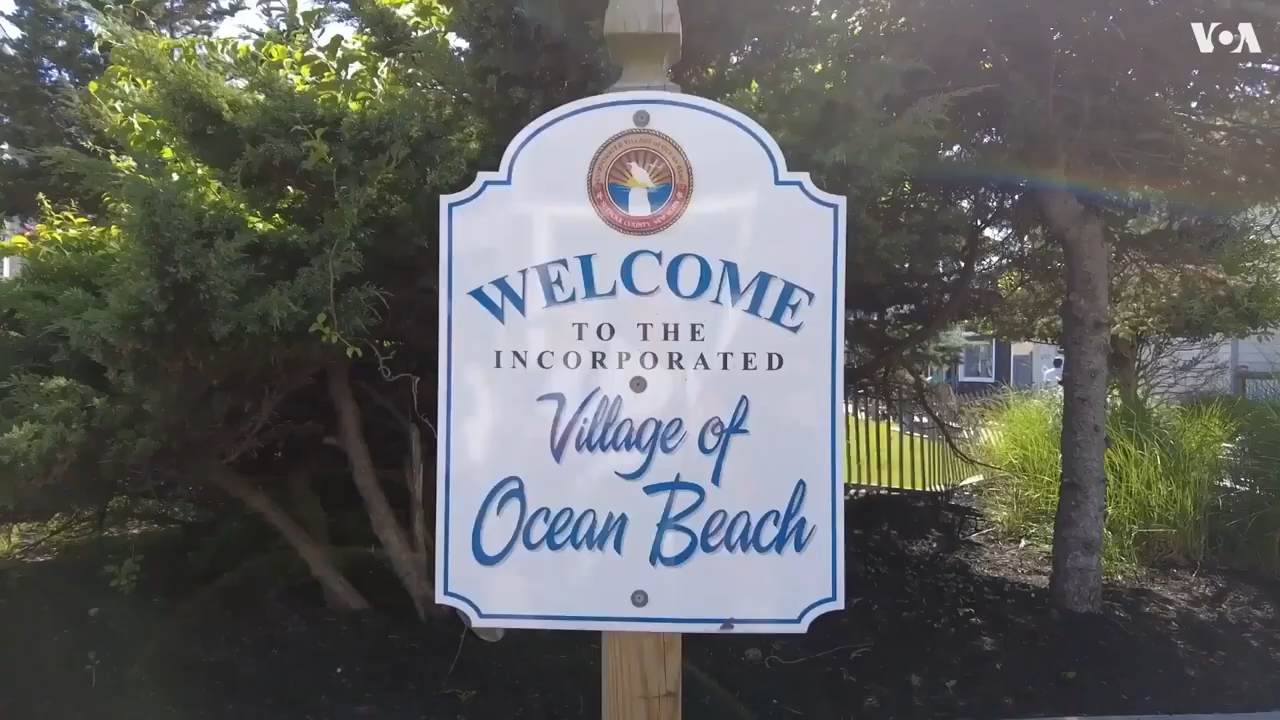 VOA
WELCOME
TO THE
INCORPORATED
Village of
Ocean Beach